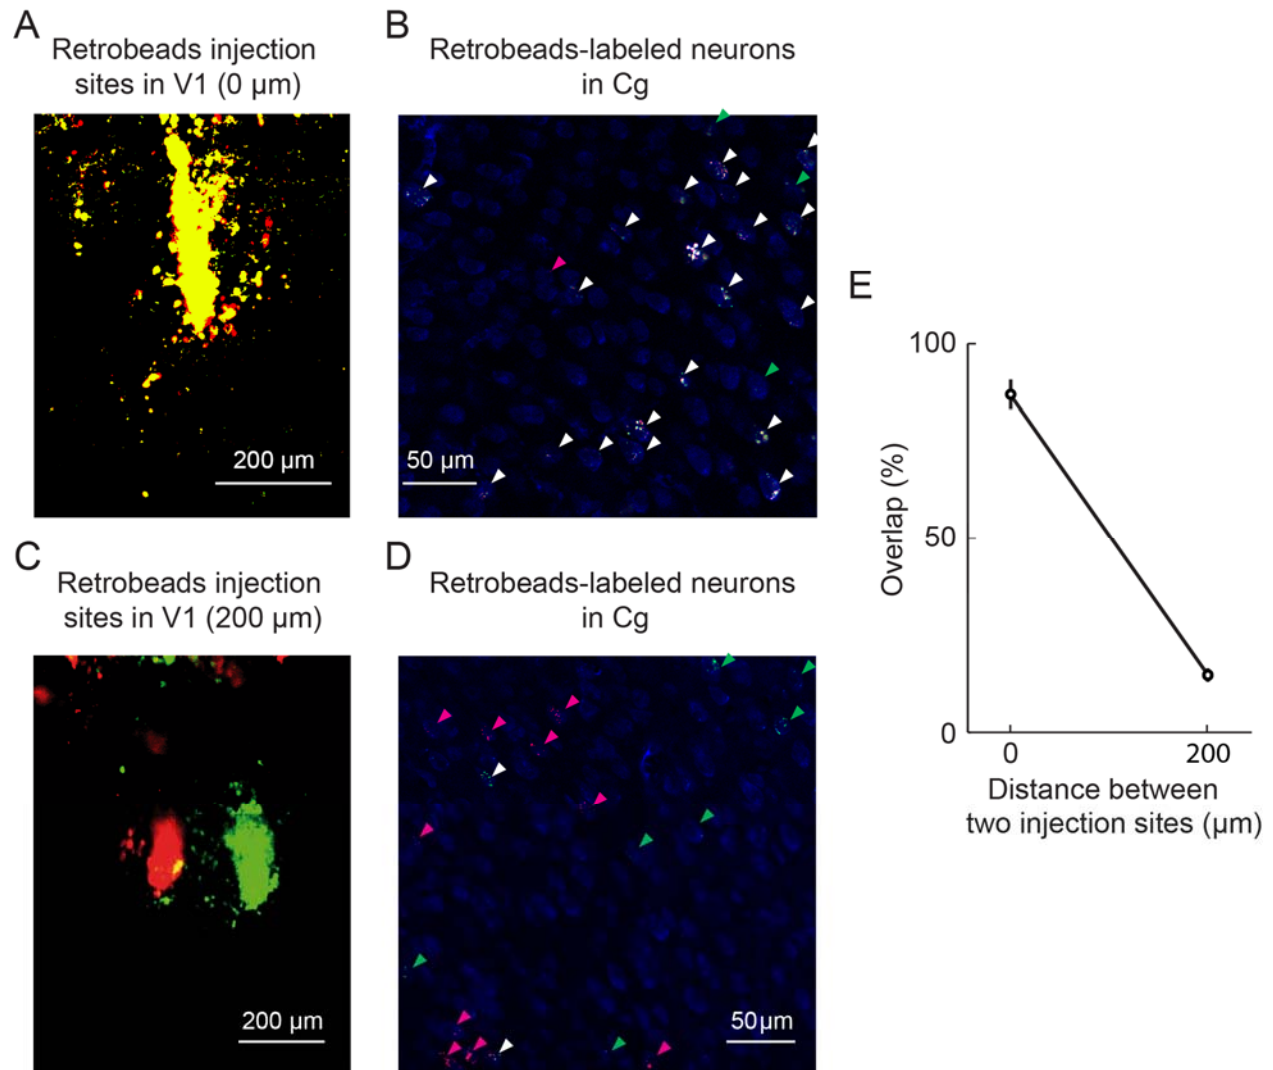 A
Retrobeads injection
sites in V1 (0 µm)
200 µm
B
Retrobeads-labeled neurons
in Cg
50 µm
C
Retrobeads injection
sites in V1 (200 µm)
200 µm
D
Retrobeads-labeled neurons
in Cg
50µm
E
100
50
0
Overlap (%)
0 200
Distance between
two injection sites (µm)